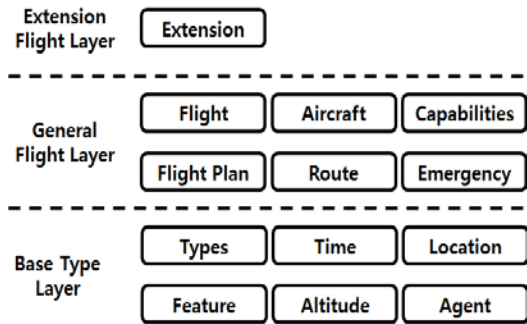 Extension
Flight Layer
Extension
General
Flight Layer
Flight
Aircraft
Capabilities
Flight Plan
Route
Emergency
Base Type
Layer
Types
Time
Location
Feature
Altitude
Agent